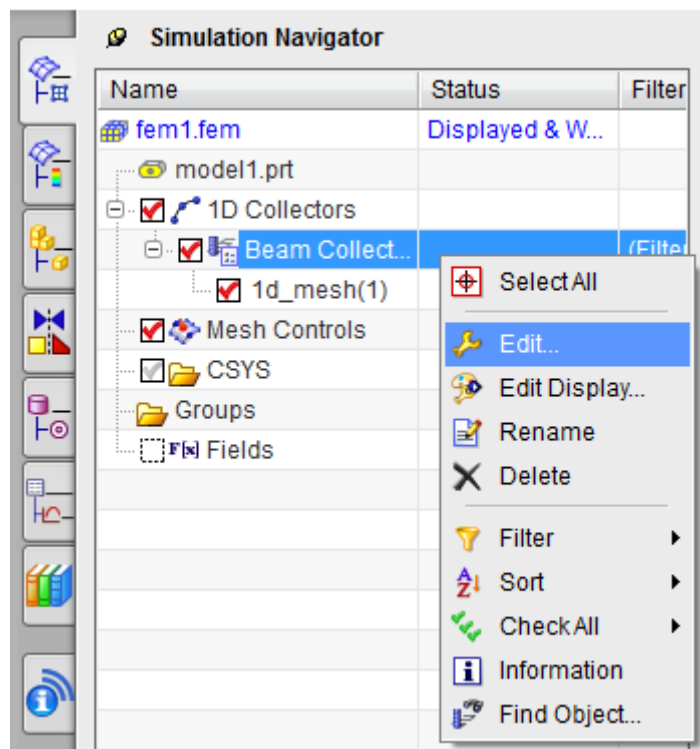 Simulation Navigator
Name Status Filter
fem1.fem Displayed & W...
model1.prt
1D Collectors
Beam Collect... (Filter
1d_mesh(1)
Mesh Controls
CSYS
Groups
F[x] Fields
Select All
Edit...
Edit Display...
Rename
Delete
Filter
Sort
Check All
Information
Find Object...